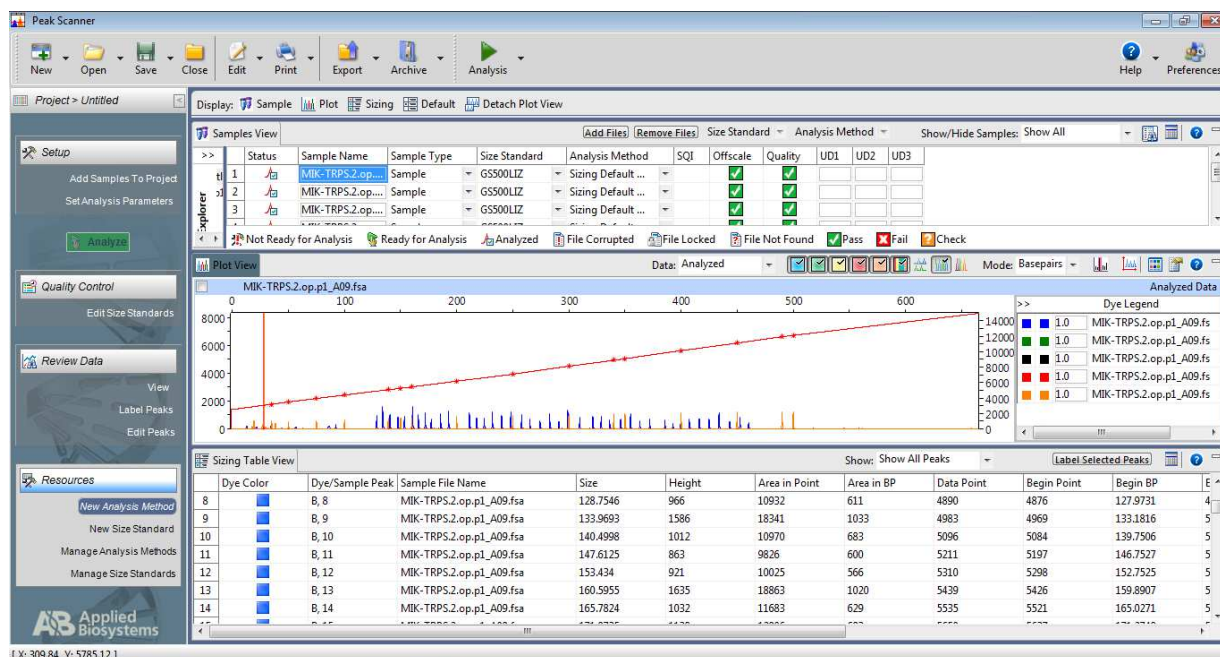 Peak Scanner
New Open Save Close Edit Print Export Archive Analysis Help Preferences
Project > Untitled
Display: Sample Plot Sizing Default Detach Plot View
Samples View Add Files Remove Files Size Standard Analysis Method Show/Hide Samples: Show All
>> Status Sample Name Sample Type Size Standard Analysis Method SQI Offscale Quality UD1 UD2 UD3
1 MIK-TRPS.2.op.... Sample GS500LIZ Sizing Default ...
2 MIK-TRPS.2.op.... Sample GS500LIZ Sizing Default ...
3 MIK-TRPS.2.op.... Sample GS500LIZ Sizing Default ...
Not Ready for Analysis Ready for Analysis Analyzed File Corrupted File Locked File Not Found Pass Fail Check
Setup
Add Samples To Project
Set Analysis Parameters
Analyze
Quality Control
Edit Size Standards
Review Data
View
Label Peaks
Edit Peaks
Resources
New Analysis Method
New Size Standard
Manage Analysis Methods
Manage Size Standards
AB Applied Biosystems
Plot View Data: Analyzed Mode: Basepairs
MIK-TRPS.2.op.p1_A09.fsa Analyzed Data
0 100 200 300 400 500 600
8000
6000
4000
2000
0
14000
12000
10000
8000
6000
4000
2000
0
>> Dye Legend
1.0 MIK-TRPS.2.op.p1_A09.fs
1.0 MIK-TRPS.2.op.p1_A09.fs
1.0 MIK-TRPS.2.op.p1_A09.fs
1.0 MIK-TRPS.2.op.p1_A09.fs
1.0 MIK-TRPS.2.op.p1_A09.fs
Sizing Table View Show: Show All Peaks Label Selected Peaks
Dye Color Dye/Sample Peak Sample File Name Size Height Area in Point Area in BP Data Point Begin Point Begin BP E
8 B, 8 MIK-TRPS.2.op.p1_A09.fsa 128.7546 966 10932 611 4890 4876 127.9731 4
9 B, 9 MIK-TRPS.2.op.p1_A09.fsa 133.9693 1586 18341 1033 4983 4969 133.1816 5
10 B, 10 MIK-TRPS.2.op.p1_A09.fsa 140.4998 1012 10970 683 5096 5084 139.7506 5
11 B, 11 MIK-TRPS.2.op.p1_A09.fsa 147.6125 863 9826 600 5211 5197 146.7527 5
12 B, 12 MIK-TRPS.2.op.p1_A09.fsa 153.434 921 10025 566 5310 5298 152.7525 5
13 B, 13 MIK-TRPS.2.op.p1_A09.fsa 160.5955 1635 18863 1020 5439 5426 159.8907 5
14 B, 14 MIK-TRPS.2.op.p1_A09.fsa 165.7824 1032 11683 629 5535 5521 165.0271 5
[ X: 309.84, Y: 5785.12 ]